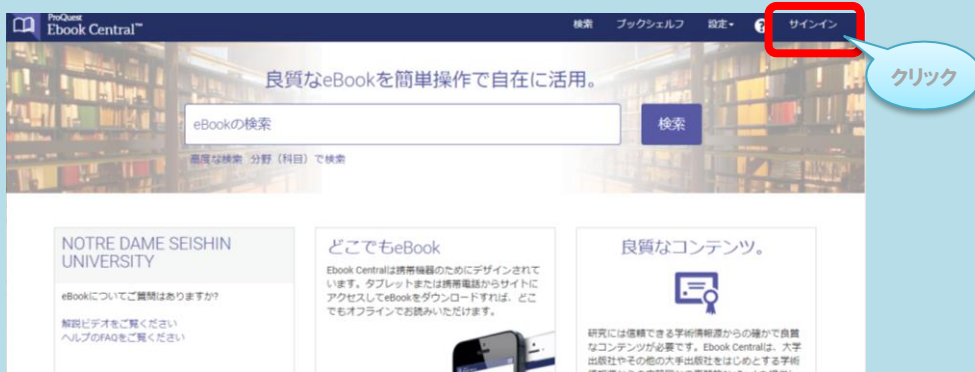 ProQuest
Ebook Central™
検索 ブックシェルフ 設定 ? サインイン
クリック
良質なeBookを簡単操作で自在に活用。
eBookの検索
検索
高度な検索 分野（科目）で検索
NOTRE DAME SEISHIN
UNIVERSITY
eBookについてご質問はありますか?
解説ビデオをご覧ください
ヘルプのFAQをご覧ください
どこでもeBook
Ebook Centralは携帯機器のためにデザインされて
います。タブレットまたは携帯電話からサイトに
アクセスしてeBookをダウンロードすれば、どこ
でもオフラインでお読みいただけます。
良質なコンテンツ。
研究には信頼できる学術情報源からの確かで良質
なコンテンツが必要です。Ebook Centralは、大学
出版社やその他の大手出版社をはじめとする学術